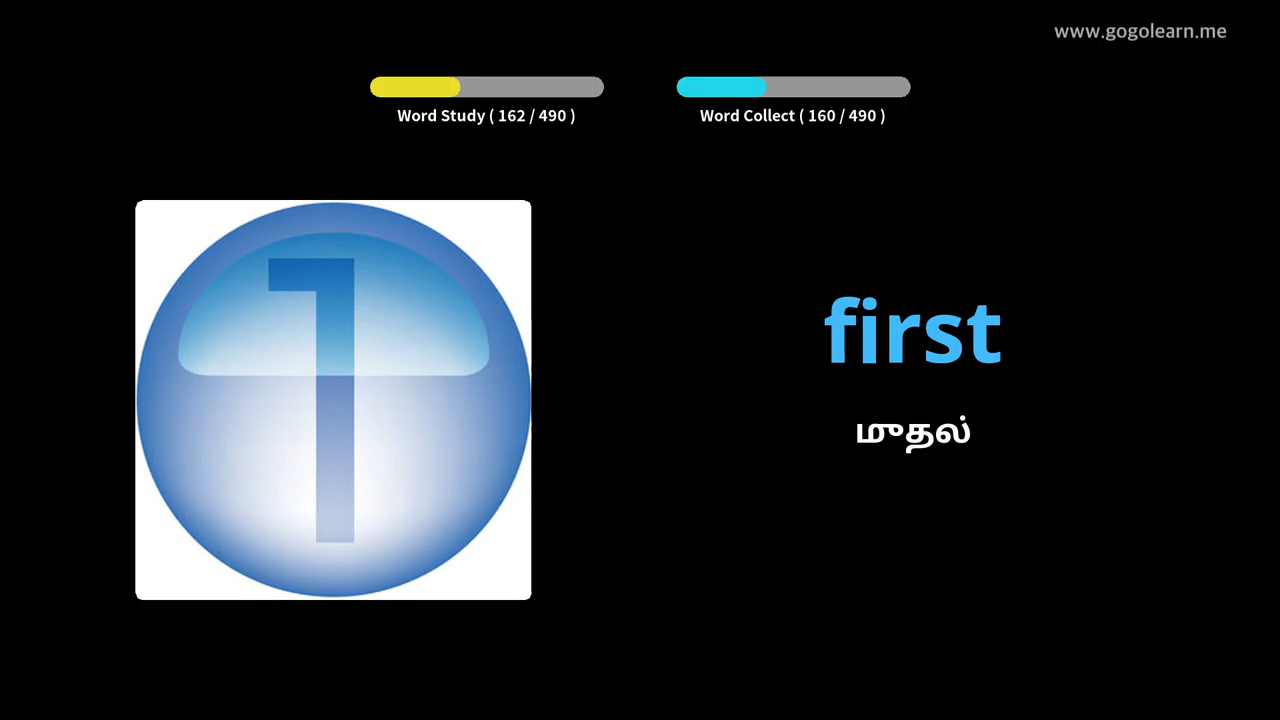 www.gogolearn.me
Word Study ( 162 / 490 )
Word Collect ( 160 / 490 )
1
first
முதல்